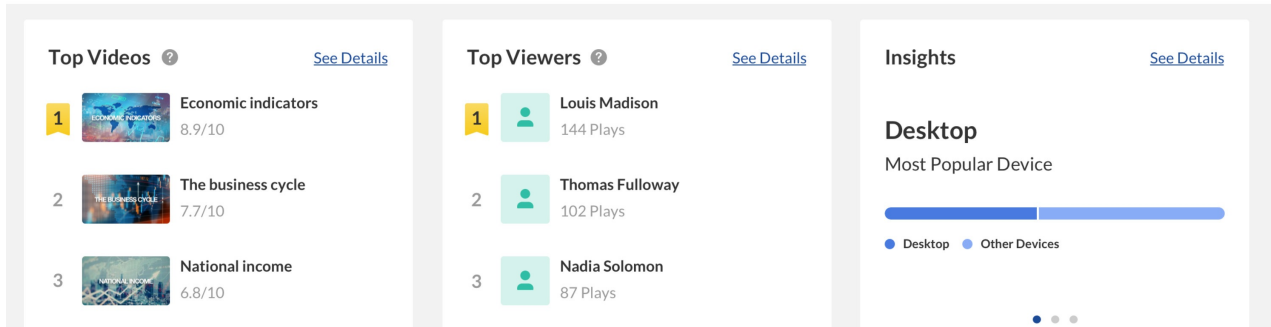 Top Videos ?
See Details
1
ECONOMIC INDICATORS
Economic indicators
8.9/10
2
THE BUSINESS CYCLE
The business cycle
7.7/10
3
NATIONAL INCOME
National income
6.8/10
Top Viewers ?
See Details
1
Louis Madison
144 Plays
2
Thomas Fulloway
102 Plays
3
Nadia Solomon
87 Plays
Insights
See Details
Desktop
Most Popular Device
Desktop
Other Devices